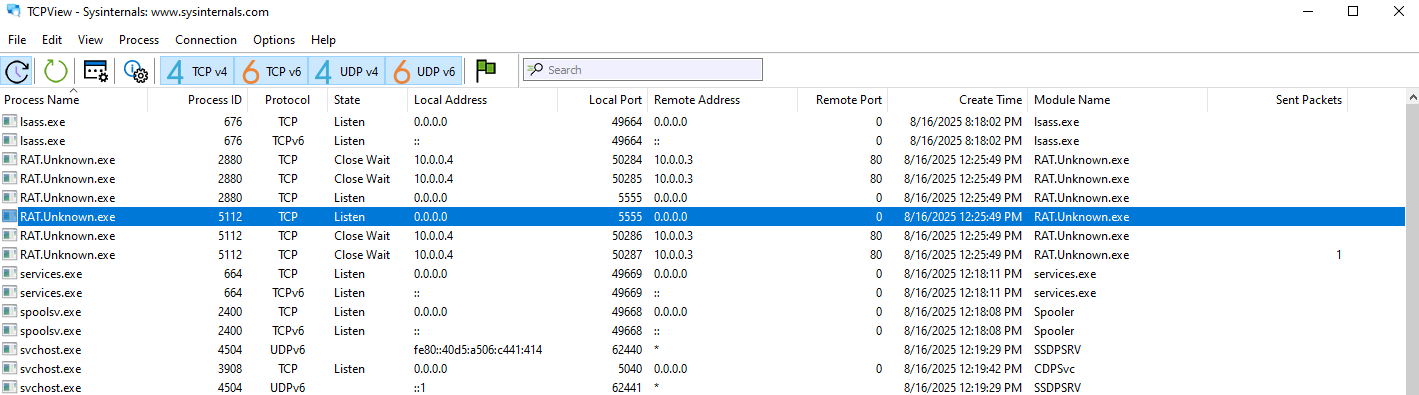 TCPView - Sysinternals: www.sysinternals.com
File Edit View Process Connection Options Help
4 TCP v4 6 TCP v6 4 UDP v4 6 UDP v6 Search
Process Name Process ID Protocol State Local Address Local Port Remote Address Remote Port Create Time Module Name Sent Packets
lsass.exe 676 TCP Listen 0.0.0.0 49664 0.0.0.0 0 8/16/2025 8:18:02 PM lsass.exe
lsass.exe 676 TCPv6 Listen :: 49664 :: 0 8/16/2025 8:18:02 PM lsass.exe
RAT.Unknown.exe 2880 TCP Close Wait 10.0.0.4 50284 10.0.0.3 80 8/16/2025 12:25:49 PM RAT.Unknown.exe
RAT.Unknown.exe 2880 TCP Close Wait 10.0.0.4 50285 10.0.0.3 80 8/16/2025 12:25:49 PM RAT.Unknown.exe
RAT.Unknown.exe 2880 TCP Listen 0.0.0.0 5555 0.0.0.0 0 8/16/2025 12:25:49 PM RAT.Unknown.exe
RAT.Unknown.exe 5112 TCP Listen 0.0.0.0 5555 0.0.0.0 0 8/16/2025 12:25:49 PM RAT.Unknown.exe
RAT.Unknown.exe 5112 TCP Close Wait 10.0.0.4 50286 10.0.0.3 80 8/16/2025 12:25:49 PM RAT.Unknown.exe
RAT.Unknown.exe 5112 TCP Close Wait 10.0.0.4 50287 10.0.0.3 80 8/16/2025 12:25:49 PM RAT.Unknown.exe 1
services.exe 664 TCP Listen 0.0.0.0 49669 0.0.0.0 0 8/16/2025 12:18:11 PM services.exe
services.exe 664 TCPv6 Listen :: 49669 :: 0 8/16/2025 12:18:11 PM services.exe
spoolsv.exe 2400 TCP Listen 0.0.0.0 49668 0.0.0.0 0 8/16/2025 12:18:08 PM Spooler
spoolsv.exe 2400 TCPv6 Listen :: 49668 :: 0 8/16/2025 12:18:08 PM Spooler
svchost.exe 4504 UDPv6 fe80::40d5:a506:c441:414 62440 * 8/16/2025 12:19:29 PM SSDPSRV
svchost.exe 3908 TCP Listen 0.0.0.0 5040 0.0.0.0 0 8/16/2025 12:19:42 PM CDPSvc
svchost.exe 4504 UDPv6 ::1 62441 * 8/16/2025 12:19:29 PM SSDPSRV